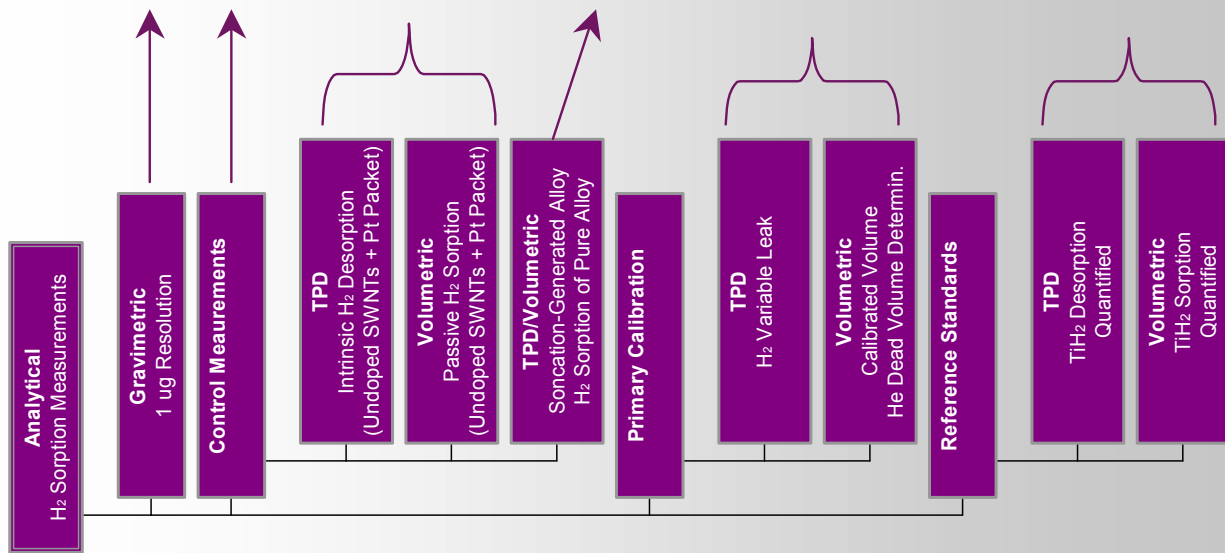 Analytical
H₂ Sorption Measurements
Gravimetric
1 ug Resolution
Control Meaurements
TPD
Intrinsic H₂ Desorption
(Undoped SWNTs + Pt Packet)
Volumetric
Passive H₂ Sorption
(Undoped SWNTs + Pt Packet)
TPD/Volumetric
Soncation-Generated Alloy
H₂ Sorption of Pure Alloy
Primary Calibration
TPD
H₂ Variable Leak
Volumetric
Calibrated Volume
He Dead Volume Determin.
Reference Standards
TPD
TiH₂ Desorption
Quantified
Volumetric
TiH₂ Sorption
Quantified